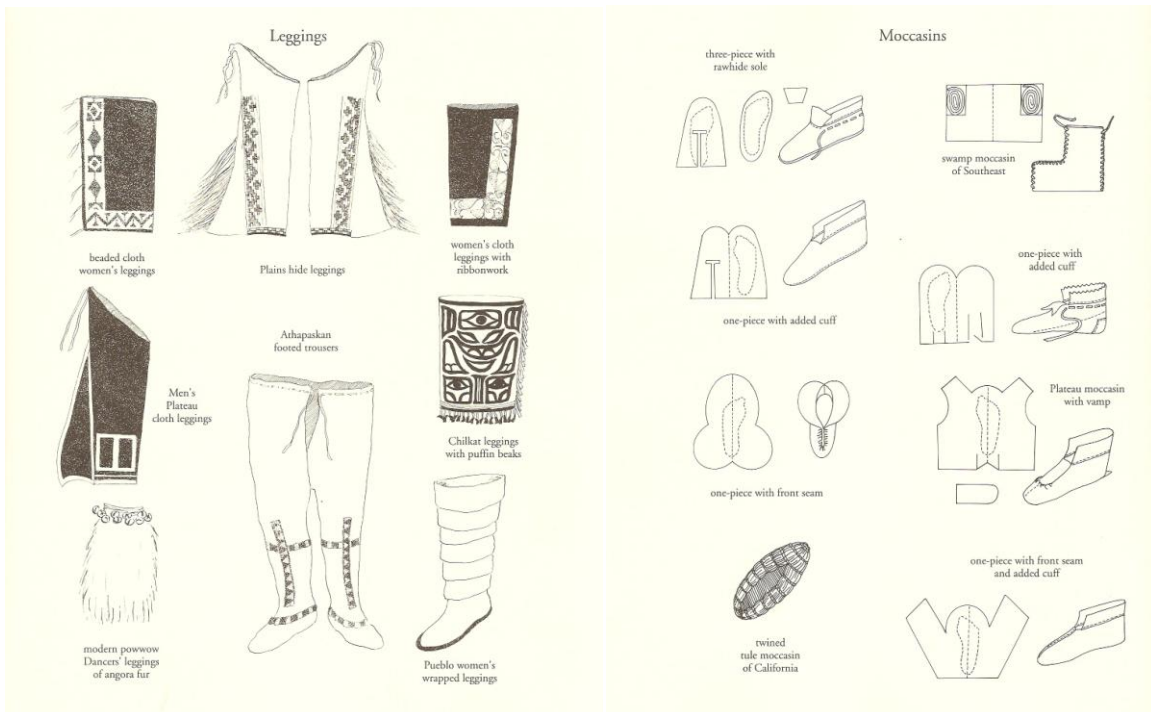 Leggings
beaded cloth
women's leggings
Plains hide leggings
women's cloth
leggings with
ribbonwork
Men's
Plateau
cloth leggings
Athapaskan
footed trousers
Chilkat leggings
with puffin beaks
modern powwow
Dancers' leggings
of angora fur
Pueblo women's
wrapped leggings
Moccasins
three-piece with
rawhide sole
swamp moccasin
of Southeast
one-piece with added cuff
one-piece with
added cuff
one-piece with front seam
Plateau moccasin
with vamp
twined
tule moccasin
of California
one-piece with front seam
and added cuff